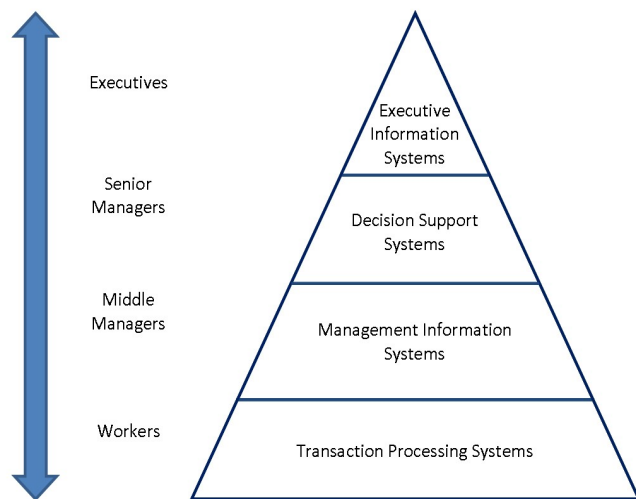 Executives
Executive
Information
Systems
Senior
Managers
Decision Support
Systems
Middle
Managers
Management Information
Systems
Workers
Transaction Processing Systems